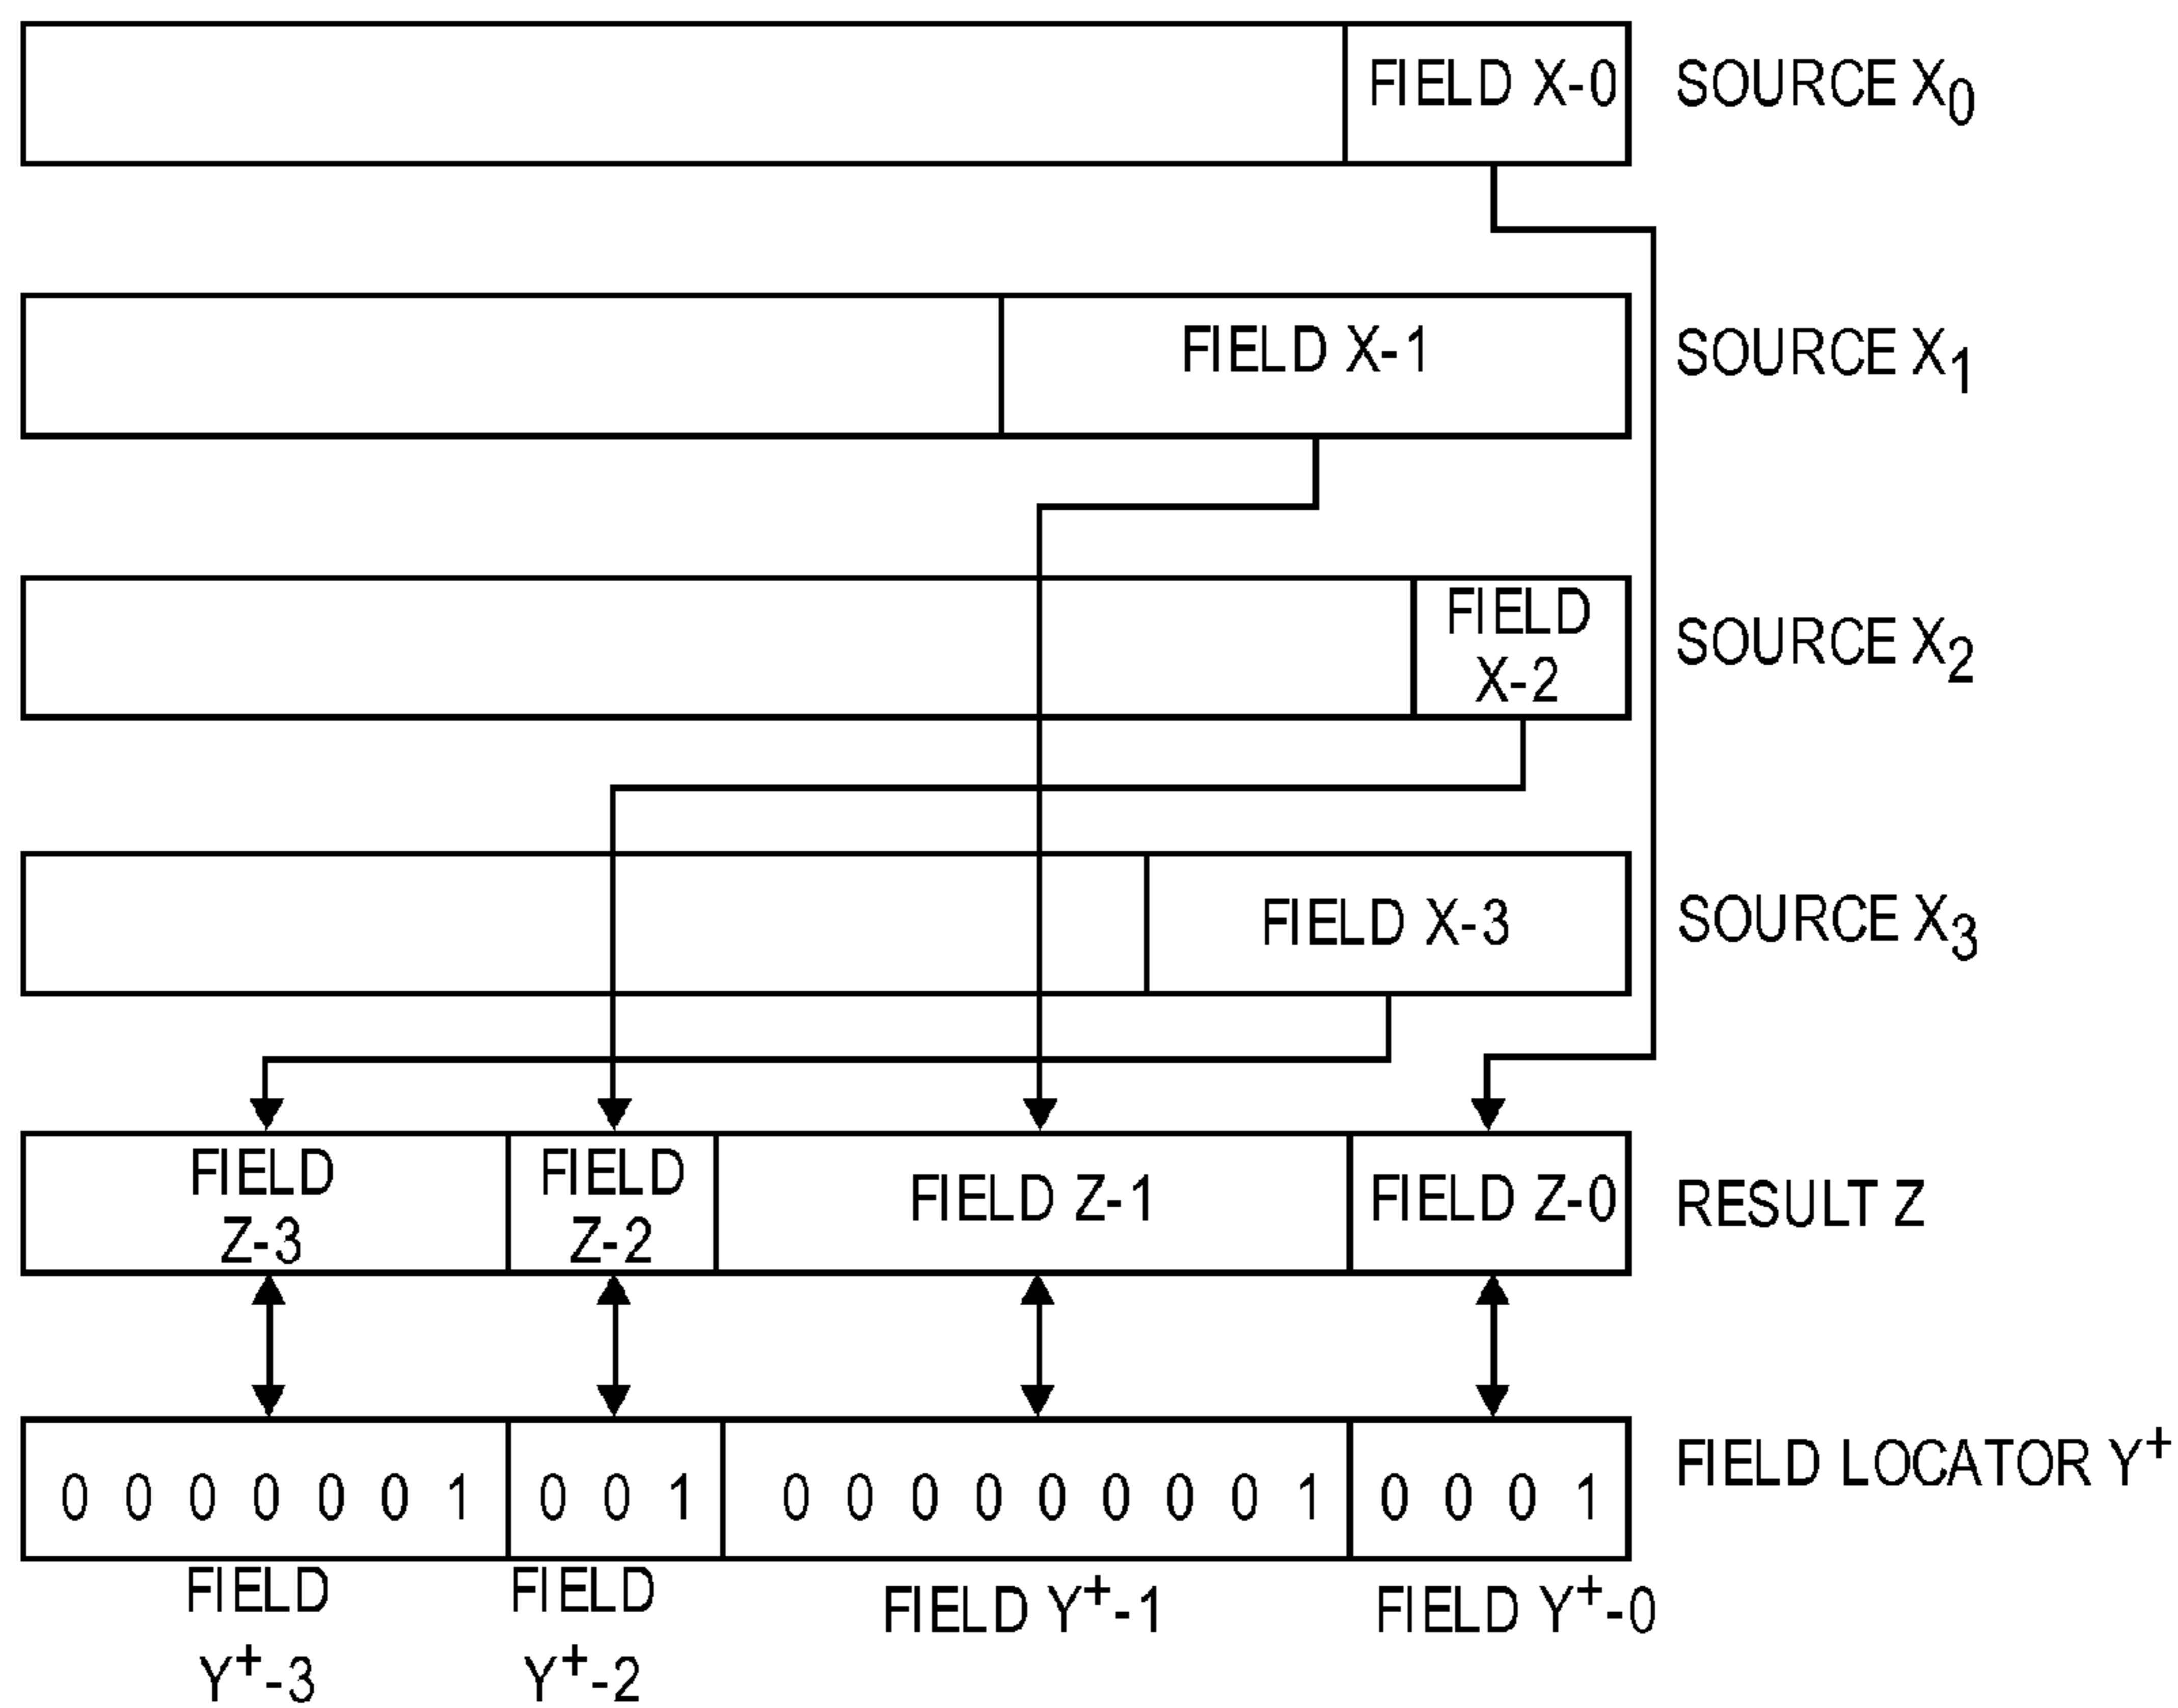 FIELD X-0 SOURCE X0
FIELD X-1 SOURCE X1
FIELD
X-2
SOURCE X2
FIELD X-3 SOURCE X3
FIELD
Z-3
FIELD
Z-2
FIELD Z-1
FIELD Z-0
RESULT Z
0 0 0 0 0 0 1 0 0 1 0 0 0 0 0 0 0 0 1 0 0 0 1
FIELD LOCATOR Y+
FIELD
Y+-3
FIELD
Y+-2
FIELD Y+-1
FIELD Y+-0